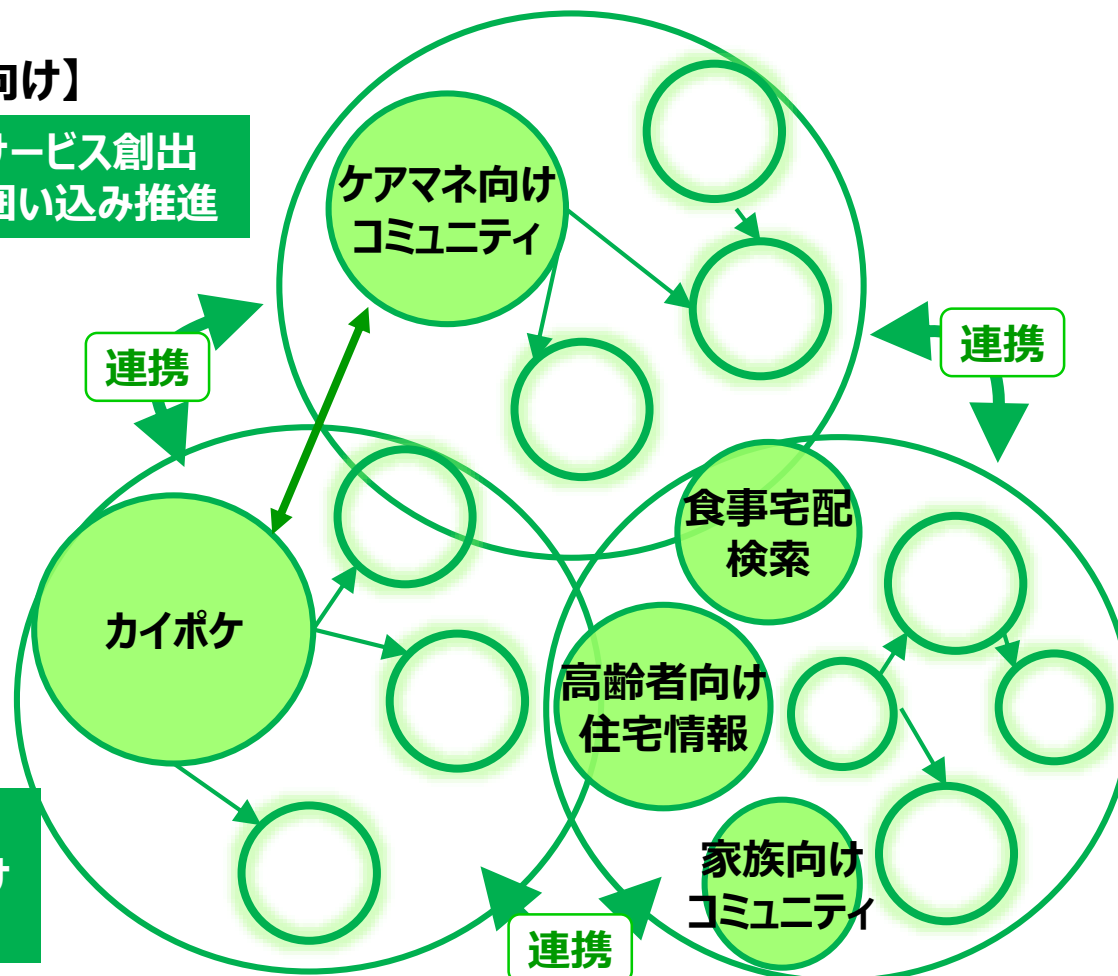 向け】
サービス創出
囲い込み推進
ケアマネ向け
コミュニティ
連携
連携
食事宅配
検索
カイポケ
高齢者向け
住宅情報
け
家族向け
コミュニティ
連携